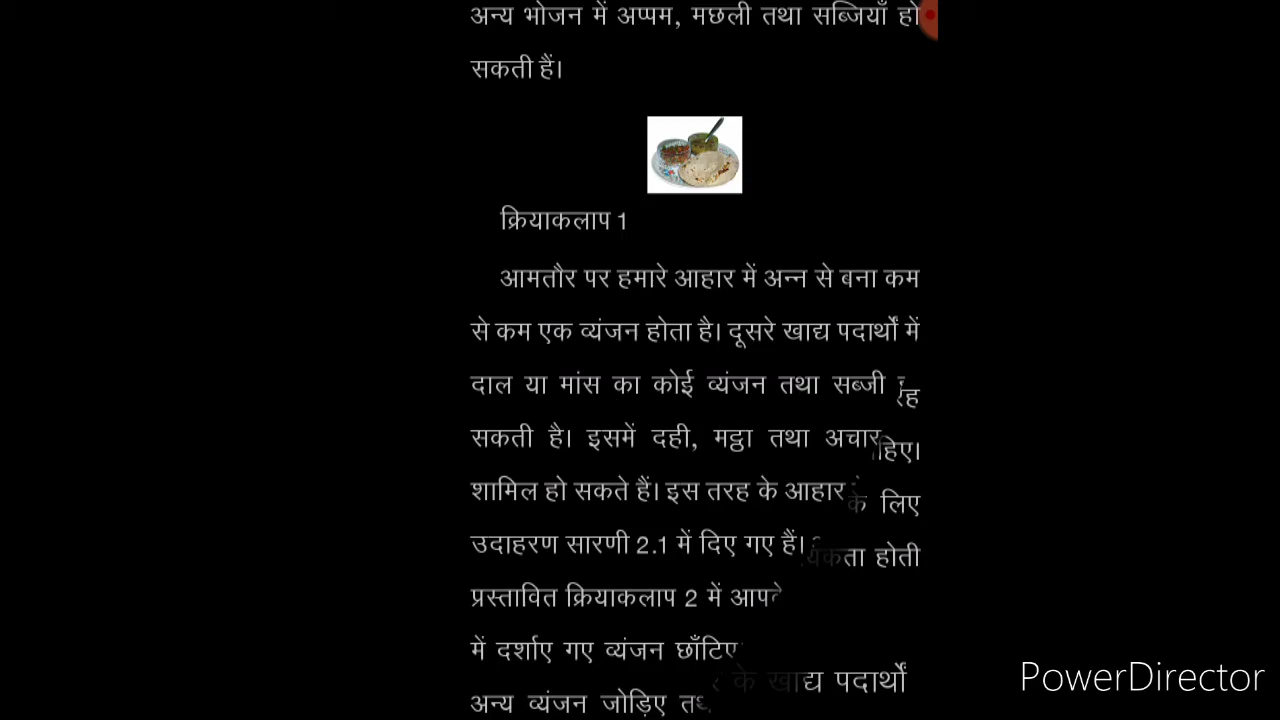 अन्य भोजन में अप्पम, मछली तथा सब्जियाँ हो
सकती हैं।
क्रियाकलाप 1
आमतौर पर हमारे आहार में अन्न से बना कम
से कम एक व्यंजन होता है। दूसरे खाद्य पदार्थों में
दाल या मांस का कोई व्यंजन तथा सब्जी
सकती है। इसमें दही, मट्ठा तथा अचार
शामिल हो सकते हैं। इस तरह के आहार के लिए
उदाहरण सारणी 2.1 में दिए गए हैं। होती
प्रस्तावित क्रियाकलाप 2 में
में दर्शाए गए व्यंजन छाँटिए
अन्य व्यंजन जोड़िए के खाद्य पदार्थों
PowerDirector